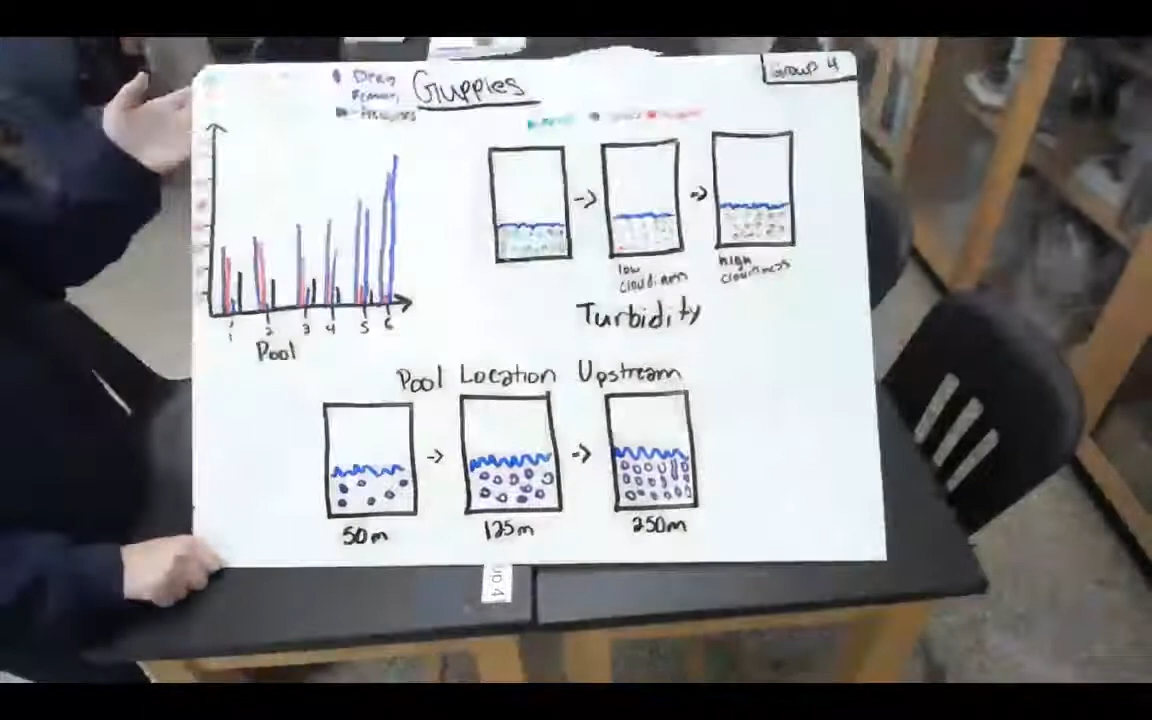 Guppies
Group 4
1 2 3 4 5 6
Pool
low
cloudiness
high
cloudiness
Turbidity
Pool Location Upstream
50m
125m
250m